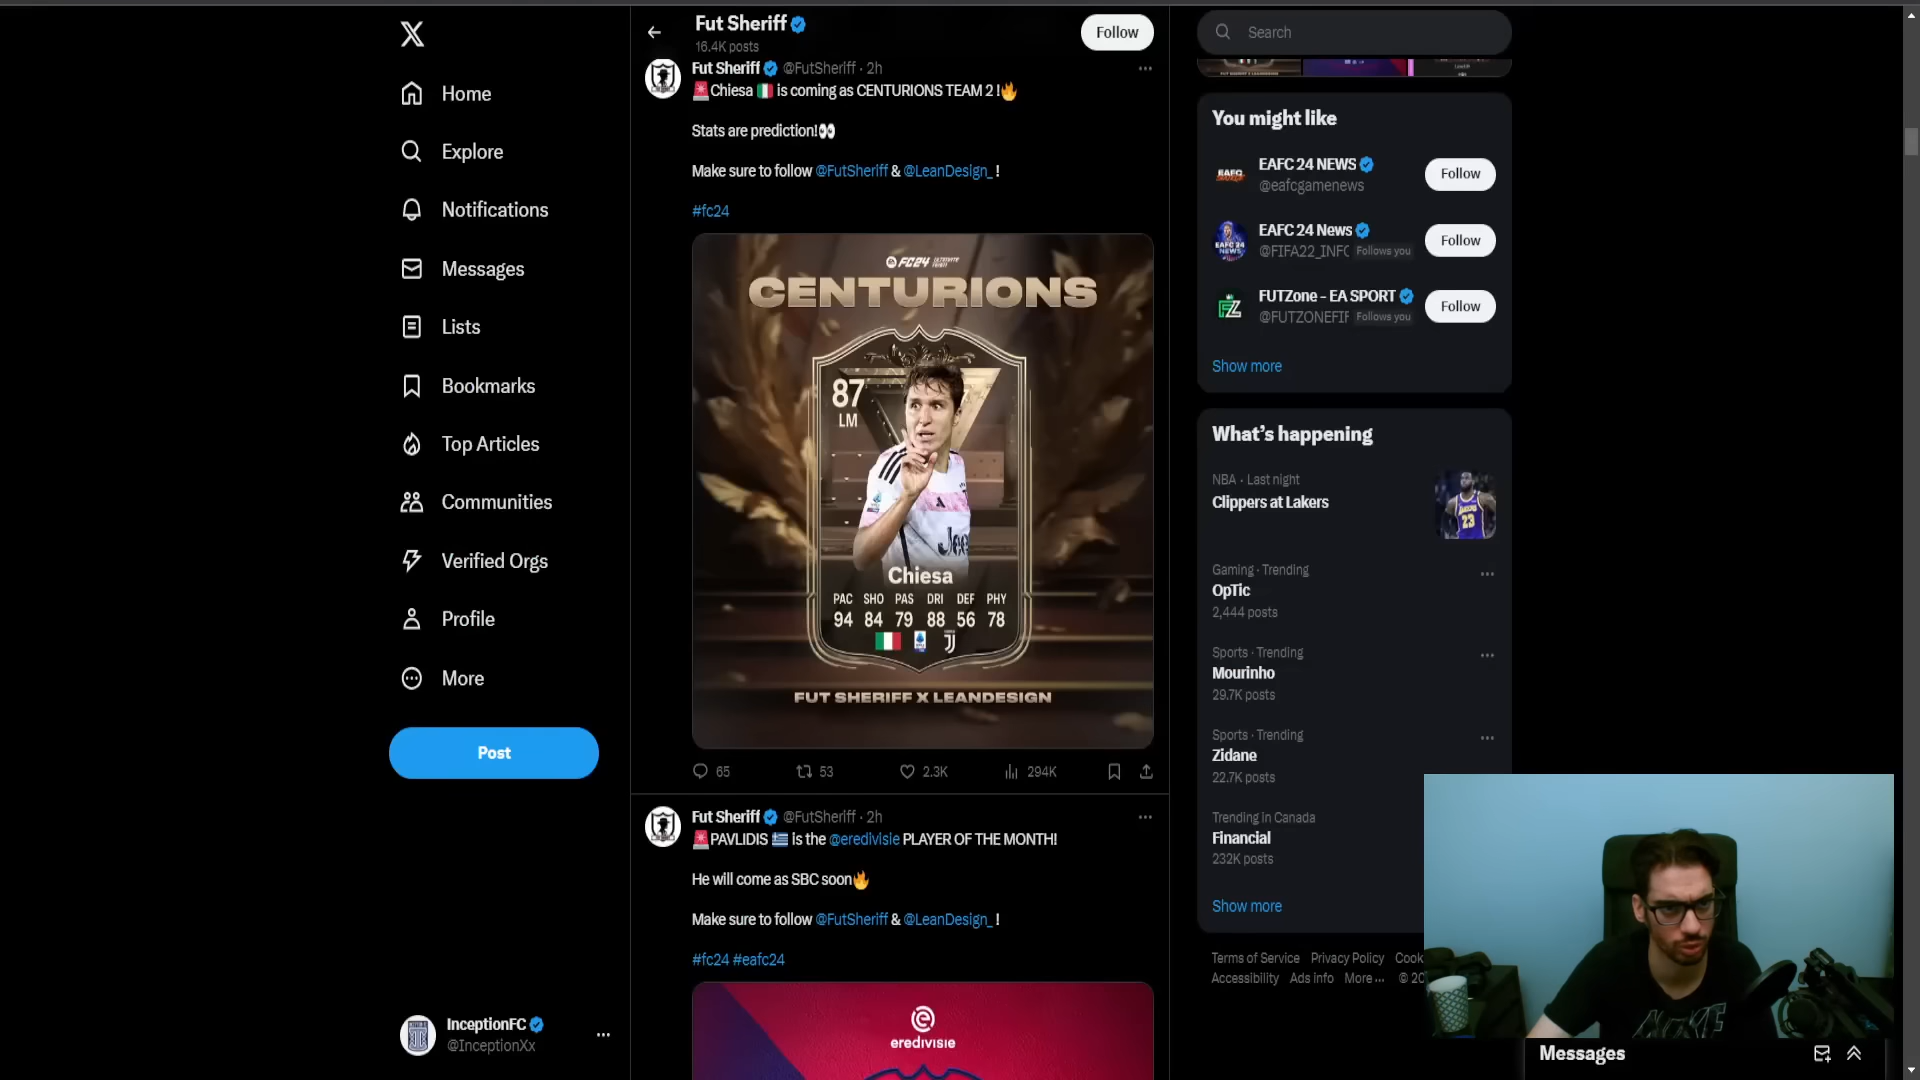 Home
Explore
Notifications
Messages
Lists
Bookmarks
Top Articles
Communities
Verified Orgs
Profile
More
Post
InceptionFC
@InceptionXx
Fut Sheriff
16.4K posts
Follow
Fut Sheriff @FutSheriff · 2h
🚨Chiesa 🇮🇹 is coming as CENTURIONS TEAM 2 !🔥
Stats are prediction!👀
Make sure to follow @FutSheriff & @LeanDesign_ !
#fc24
FC24 ULTIMATE TEAM
CENTURIONS
87
LM
Chiesa
PAC SHO PAS DRI DEF PHY
94 84 79 88 56 78
FUT SHERIFF X LEANDESIGN
65 53 2.3K 294K
Fut Sheriff @FutSheriff · 2h
🚨PAVLIDIS 🇬🇷 is the @eredivisie PLAYER OF THE MONTH!
He will come as SBC soon🔥
Make sure to follow @FutSheriff & @LeanDesign_ !
#fc24 #eafc24
eredivisie
Search
You might like
EAFC 24 NEWS
@eafcgamenews
Follow
EAFC 24 News
@FIFA22_INFC Follows you
Follow
FUTZone - EA SPORT
@FUTZONEFIF Follows you
Follow
Show more
What's happening
NBA · Last night
Clippers at Lakers
Gaming · Trending
OpTic
2,444 posts
Sports · Trending
Mourinho
29.7K posts
Sports · Trending
Zidane
22.7K posts
Trending in Canada
Financial
232K posts
Show more
Terms of Service Privacy Policy Cook
Accessibility Ads info More ··· © 20
Messages